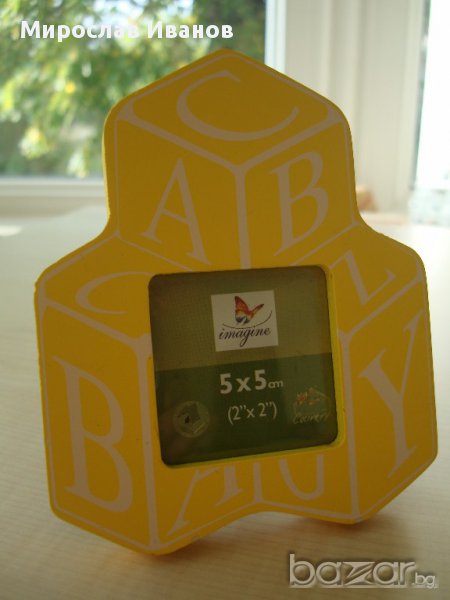 Мирослав Иванов
C
A B
C Z
imagine
5x5cm
(2"x2")
B A U Y
bazar.bg